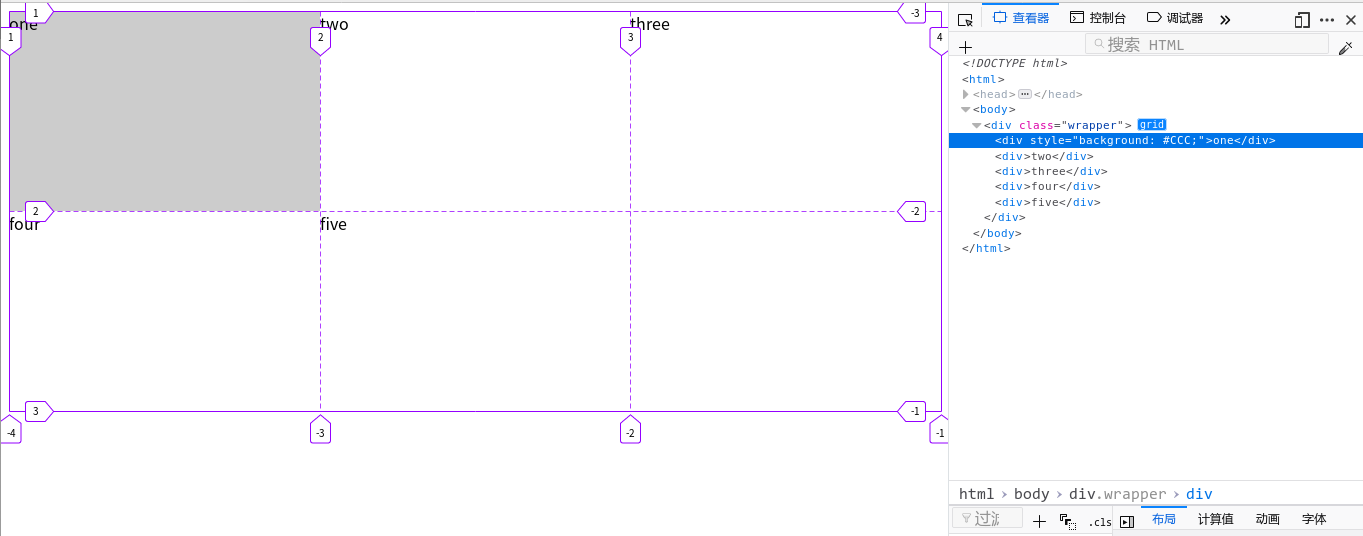 1 -3
one two three
1 2 3 4
2 -2
four five
3 -1
-4 -3 -2 -1
查看器 控制台 调试器 »
+ 搜索 HTML
<!DOCTYPE html>
<html>
<head> ··· </head>
<body>
<div class="wrapper"> grid
<div style="background: #CCC;">one</div>
<div>two</div>
<div>three</div>
<div>four</div>
<div>five</div>
</div>
</body>
</html>
html › body › div.wrapper › div
+ .cls 布局 计算值 动画 字体